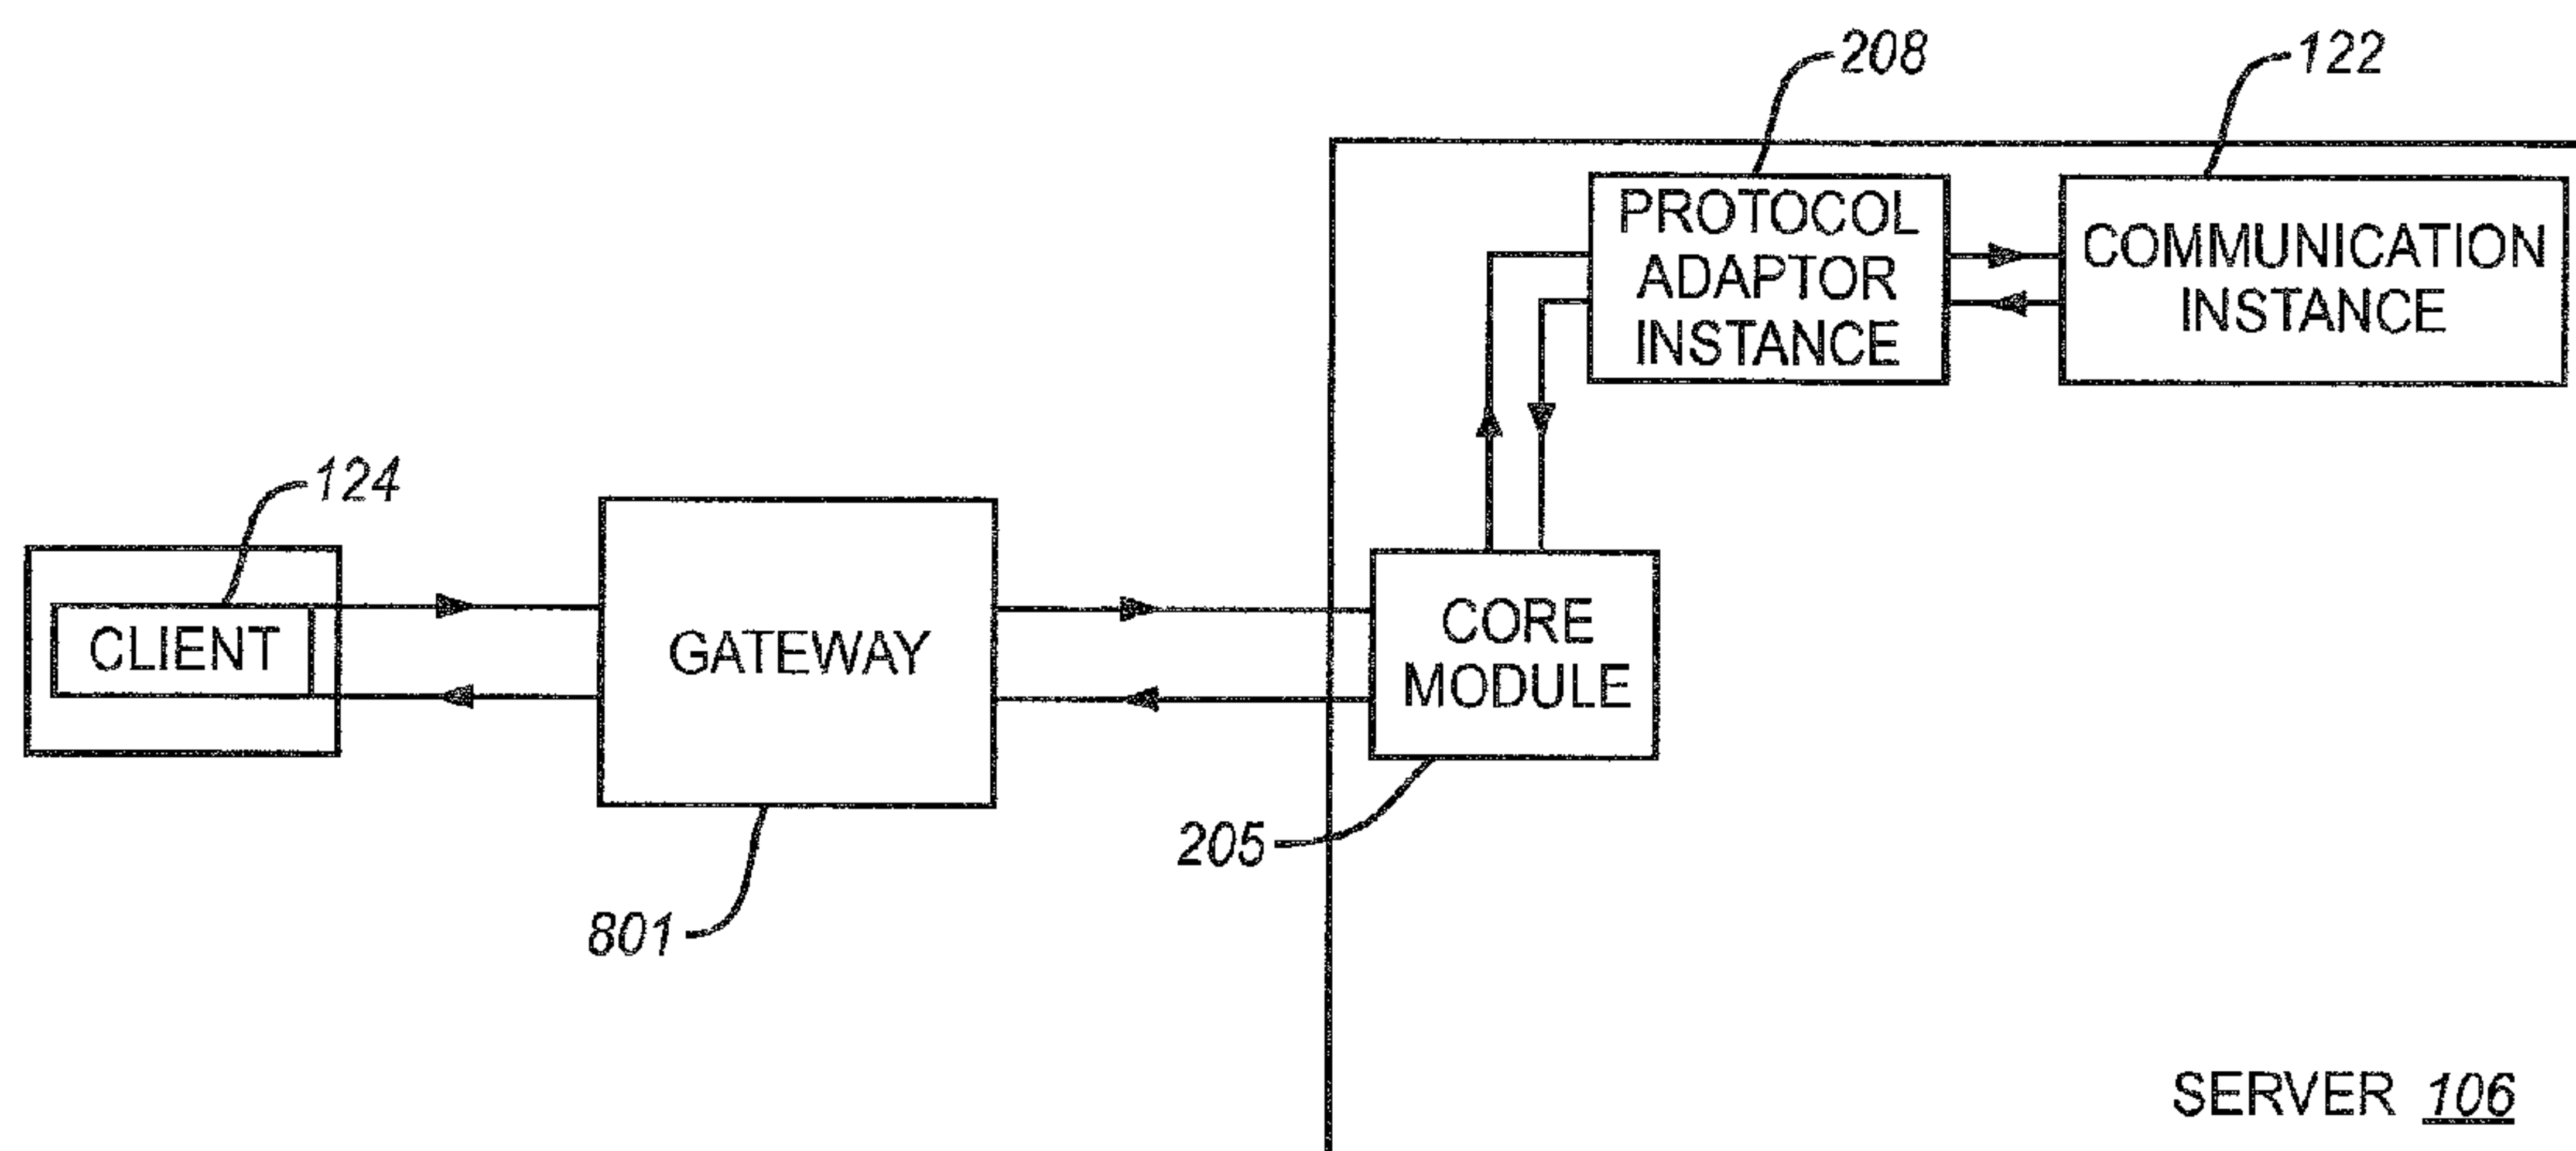 208
122
PROTOCOL
ADAPTOR
INSTANCE
COMMUNICATION
INSTANCE
124
CLIENT
GATEWAY
CORE
MODULE
205
801
SERVER 106